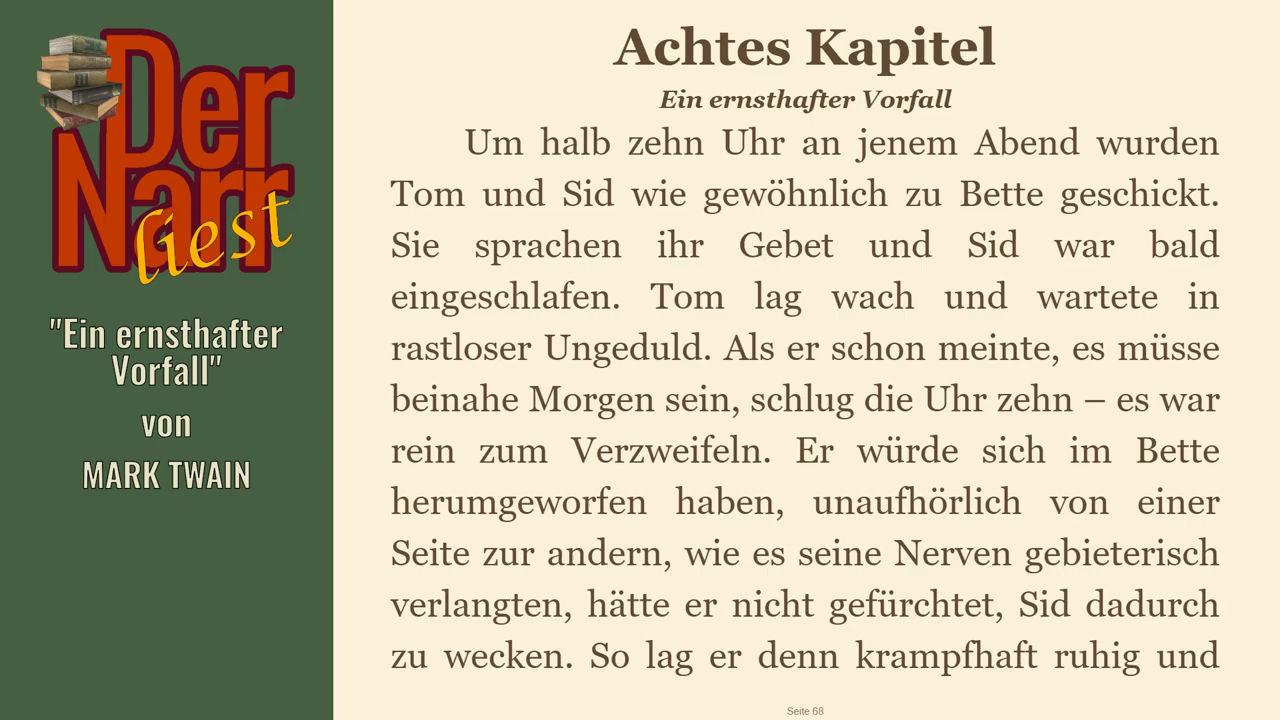 Der
Narr
liest
"Ein ernsthafter
Vorfall"
von
MARK TWAIN
Achtes Kapitel
Ein ernsthafter Vorfall
Um halb zehn Uhr an jenem Abend wurden
Tom und Sid wie gewöhnlich zu Bette geschickt.
Sie sprachen ihr Gebet und Sid war bald
eingeschlafen. Tom lag wach und wartete in
rastloser Ungeduld. Als er schon meinte, es müsse
beinahe Morgen sein, schlug die Uhr zehn – es war
rein zum Verzweifeln. Er würde sich im Bette
herumgeworfen haben, unaufhörlich von einer
Seite zur andern, wie es seine Nerven gebieterisch
verlangten, hätte er nicht gefürchtet, Sid dadurch
zu wecken. So lag er denn krampfhaft ruhig und
Seite 68